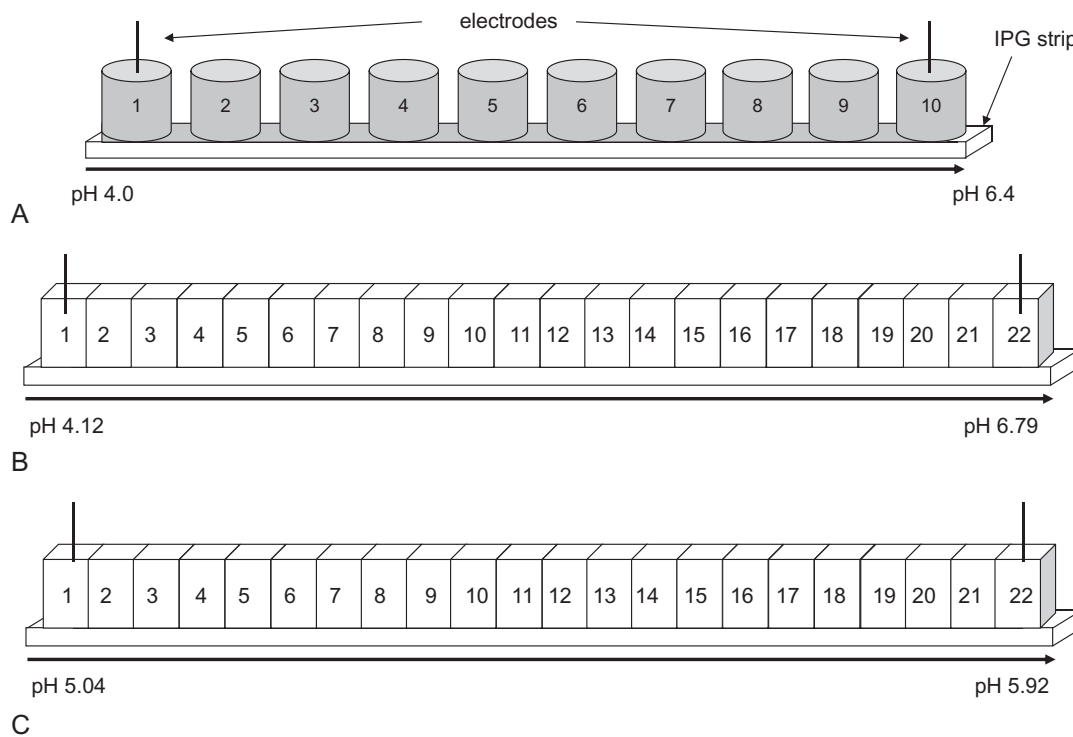 electrodes
IPG strip
1 2 3 4 5 6 7 8 9 10
pH 4.0 pH 6.4
A
1 2 3 4 5 6 7 8 9 10 11 12 13 14 15 16 17 18 19 20 21 22
pH 4.12 pH 6.79
B
1 2 3 4 5 6 7 8 9 10 11 12 13 14 15 16 17 18 19 20 21 22
pH 5.04 pH 5.92
C